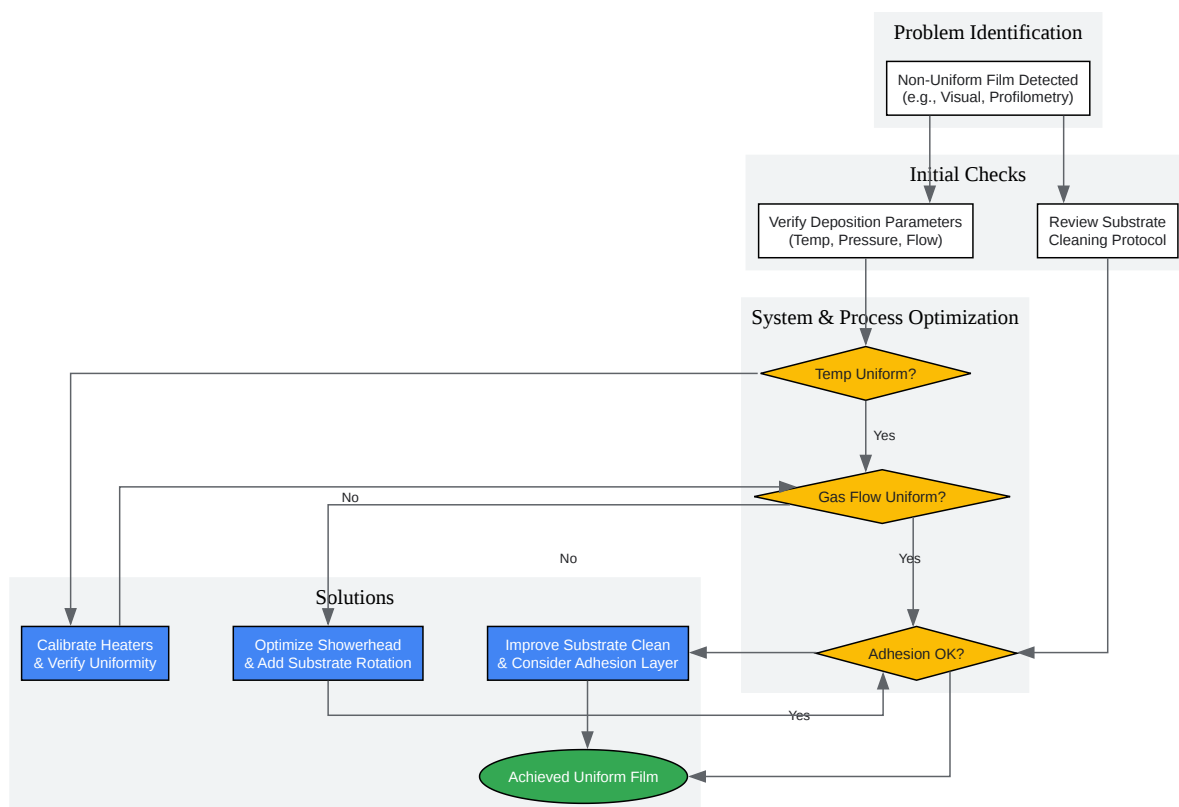 Problem Identification
Non-Uniform Film Detected
(e.g., Visual, Profilometry)
Initial Checks
Verify Deposition Parameters
(Temp, Pressure, Flow)
Review Substrate
Cleaning Protocol
System & Process Optimization
Temp Uniform?
Yes
Gas Flow Uniform?
No
Yes
No
Solutions
Calibrate Heaters
& Verify Uniformity
Optimize Showerhead
& Add Substrate Rotation
Improve Substrate Clean
& Consider Adhesion Layer
Adhesion OK?
Yes
Achieved Uniform Film